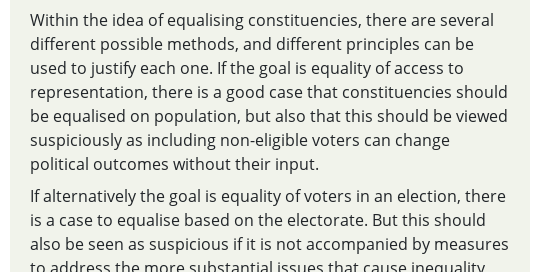 Within the idea of equalising constituencies, there are several
different possible methods, and different principles can be
used to justify each one. If the goal is equality of access to
representation, there is a good case that constituencies should
be equalised on population, but also that this should be viewed
suspiciously as including non-eligible voters can change
political outcomes without their input.
If alternatively the goal is equality of voters in an election, there
is a case to equalise based on the electorate. But this should
also be seen as suspicious if it is not accompanied by measures
to address the more substantial issues that cause inequality